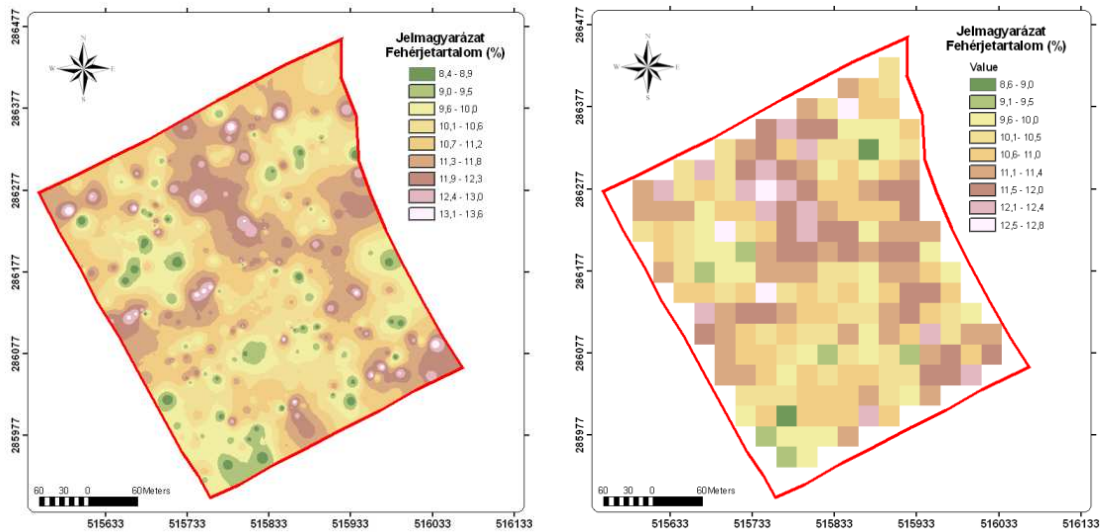 286477
286377
286277
286177
286077
285977
N
W
E
S
Jelmagyarázat
Fehérjetartalom (%)
8,4 - 8,9
9,0 - 9,5
9,6 - 10,0
10,1 - 10,6
10,7 - 11,2
11,3 - 11,8
11,9 - 12,3
12,4 - 13,0
13,1 - 13,6
60 30 0 60Meters
515633 515733 515833 515933 516033 516133
286477
286377
286277
286177
286077
285977
N
W
E
S
Jelmagyarázat
Fehérjetartalom (%)
Value
8,6 - 9,0
9,1 - 9,5
9,6 - 10,0
10,1 - 10,5
10,6- 11,0
11,1 - 11,4
11,5 - 12,0
12,1 - 12,4
12,5 - 12,8
60 30 0 60Meters
515633 515733 515833 515933 516033 516133